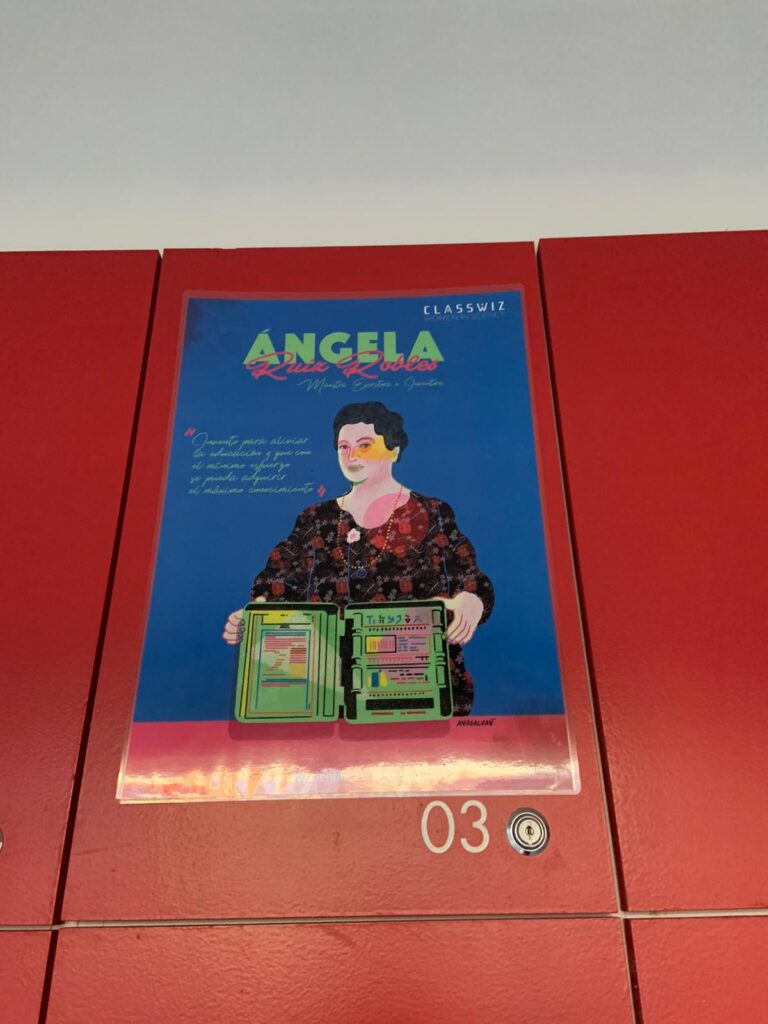 CLASSWIZ
WOMEN IN SCIENCE
ÁNGELA
Ruiz Robles
Maestra, Escritora e Inventora
"Invento para aliviar
la educación y que con
el mínimo esfuerzo
se pueda adquirir
el máximo conocimiento"
ANAGALVAÑ
03